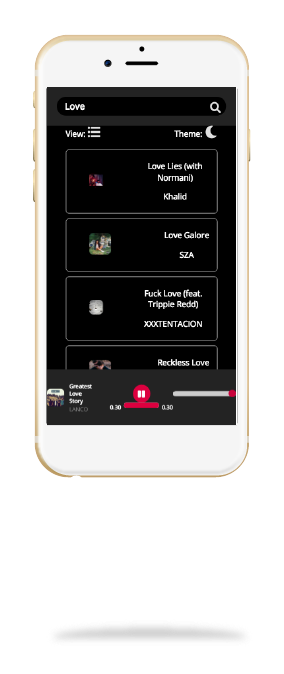 Love
View: Theme:
Love Lies (with
Normani)
Khalid
Love Galore
SZA
Fuck Love (feat.
Trippie Redd)
XXXTENTACION
Reckless Love
Greatest
Love
Story
LANCO
0.30 0.30